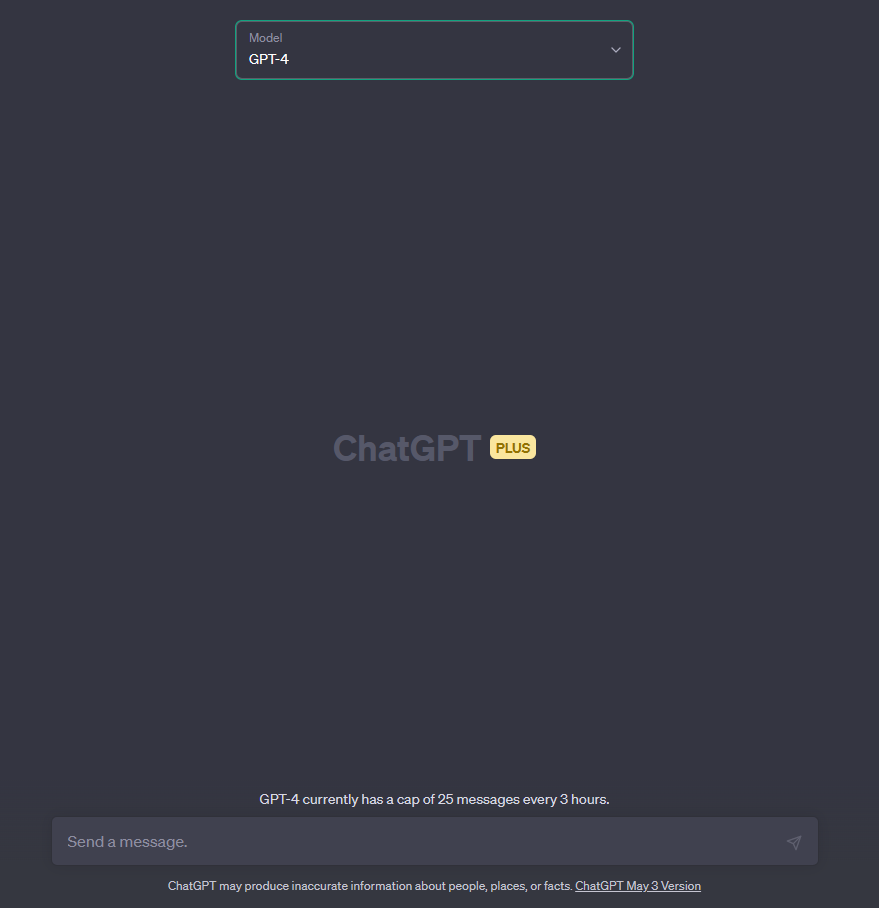 Model
GPT-4
ChatGPT PLUS
GPT-4 currently has a cap of 25 messages every 3 hours.
Send a message.
ChatGPT may produce inaccurate information about people, places, or facts. ChatGPT May 3 Version